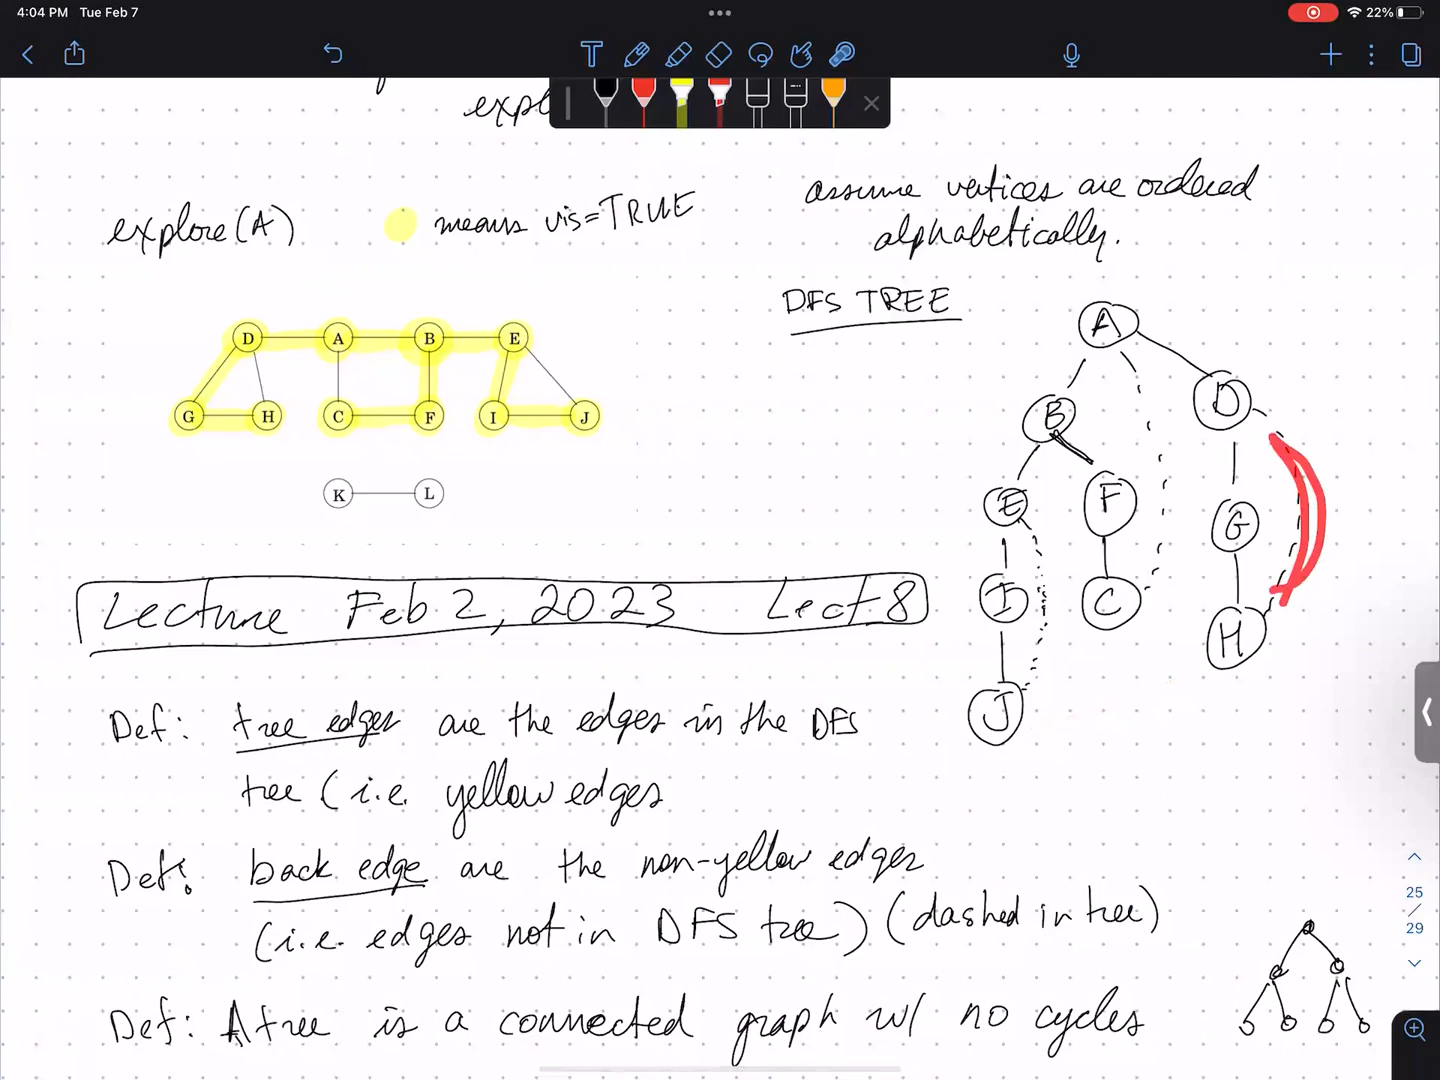 4:04 PM Tue Feb 7
22%
T
explore(A)
means vis=TRUE
assume vertices are ordered
alphabetically.
DFS TREE
D A B E
G H C F I J
K L
A
B D
E F G
I C H
J
Lecture Feb 2, 2023 Lect 8
Def: tree edges are the edges in the DFS
tree (i.e. yellow edges
Def: back edge are the non-yellow edges
(i.e. edges not in DFS tree) (dashed in tree)
Def: A tree is a connected graph w/ no cycles
25
/
29